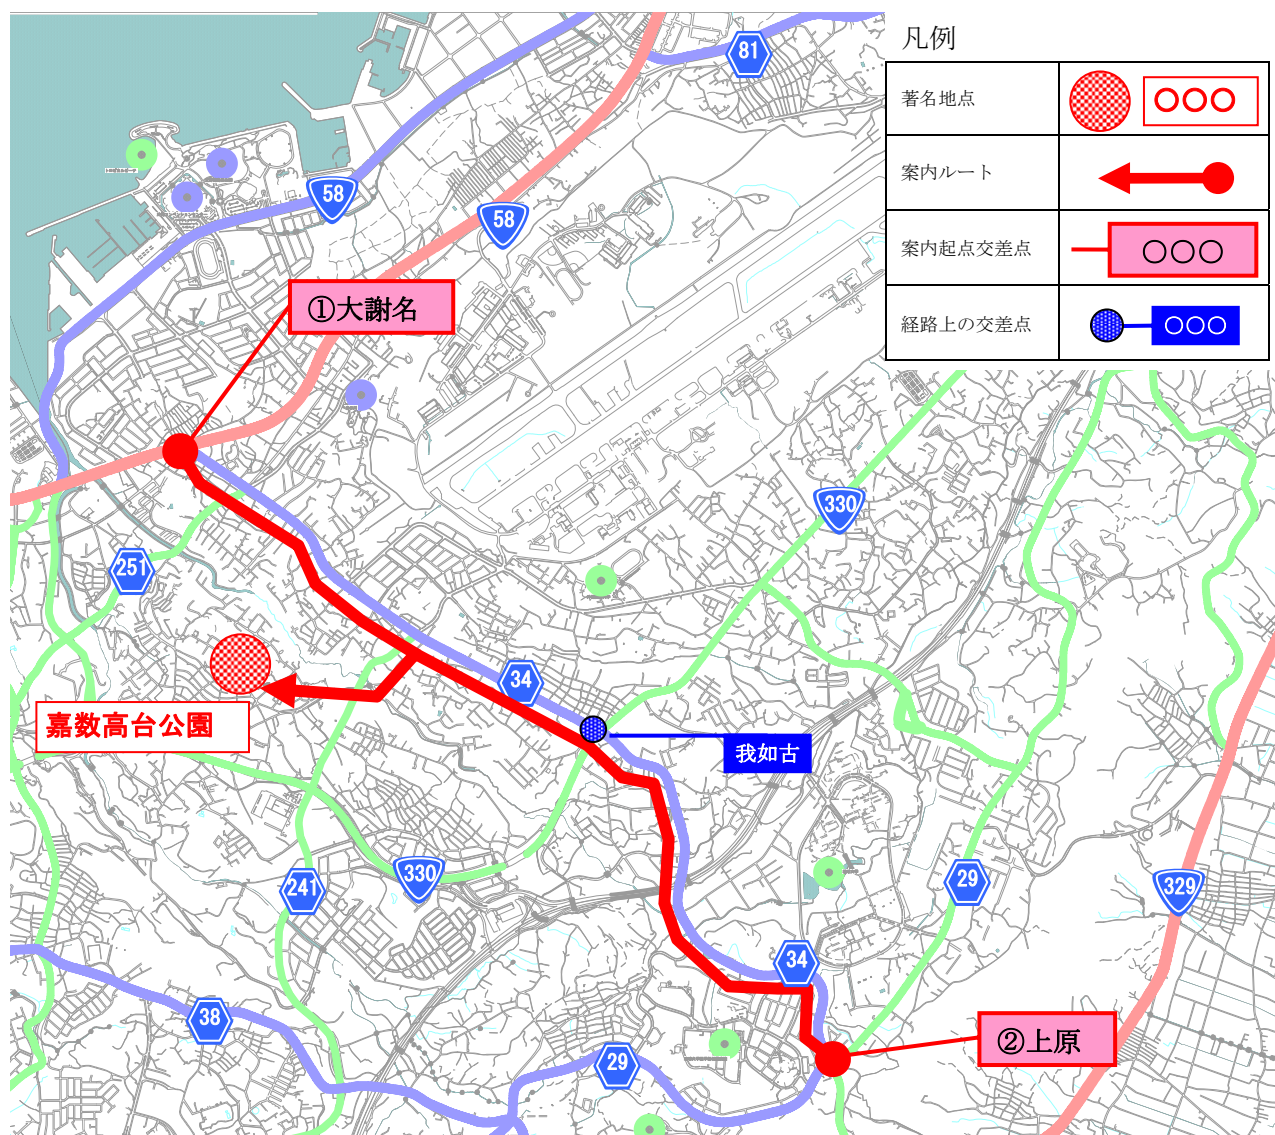 凡例
著名地点
○○○
案内ルート
案内起点交差点
○○○
経路上の交差点
○○○
81
58
58
①大謝名
330
251
34
嘉数高台公園
我如古
330
241
29
329
34
38
②上原
29